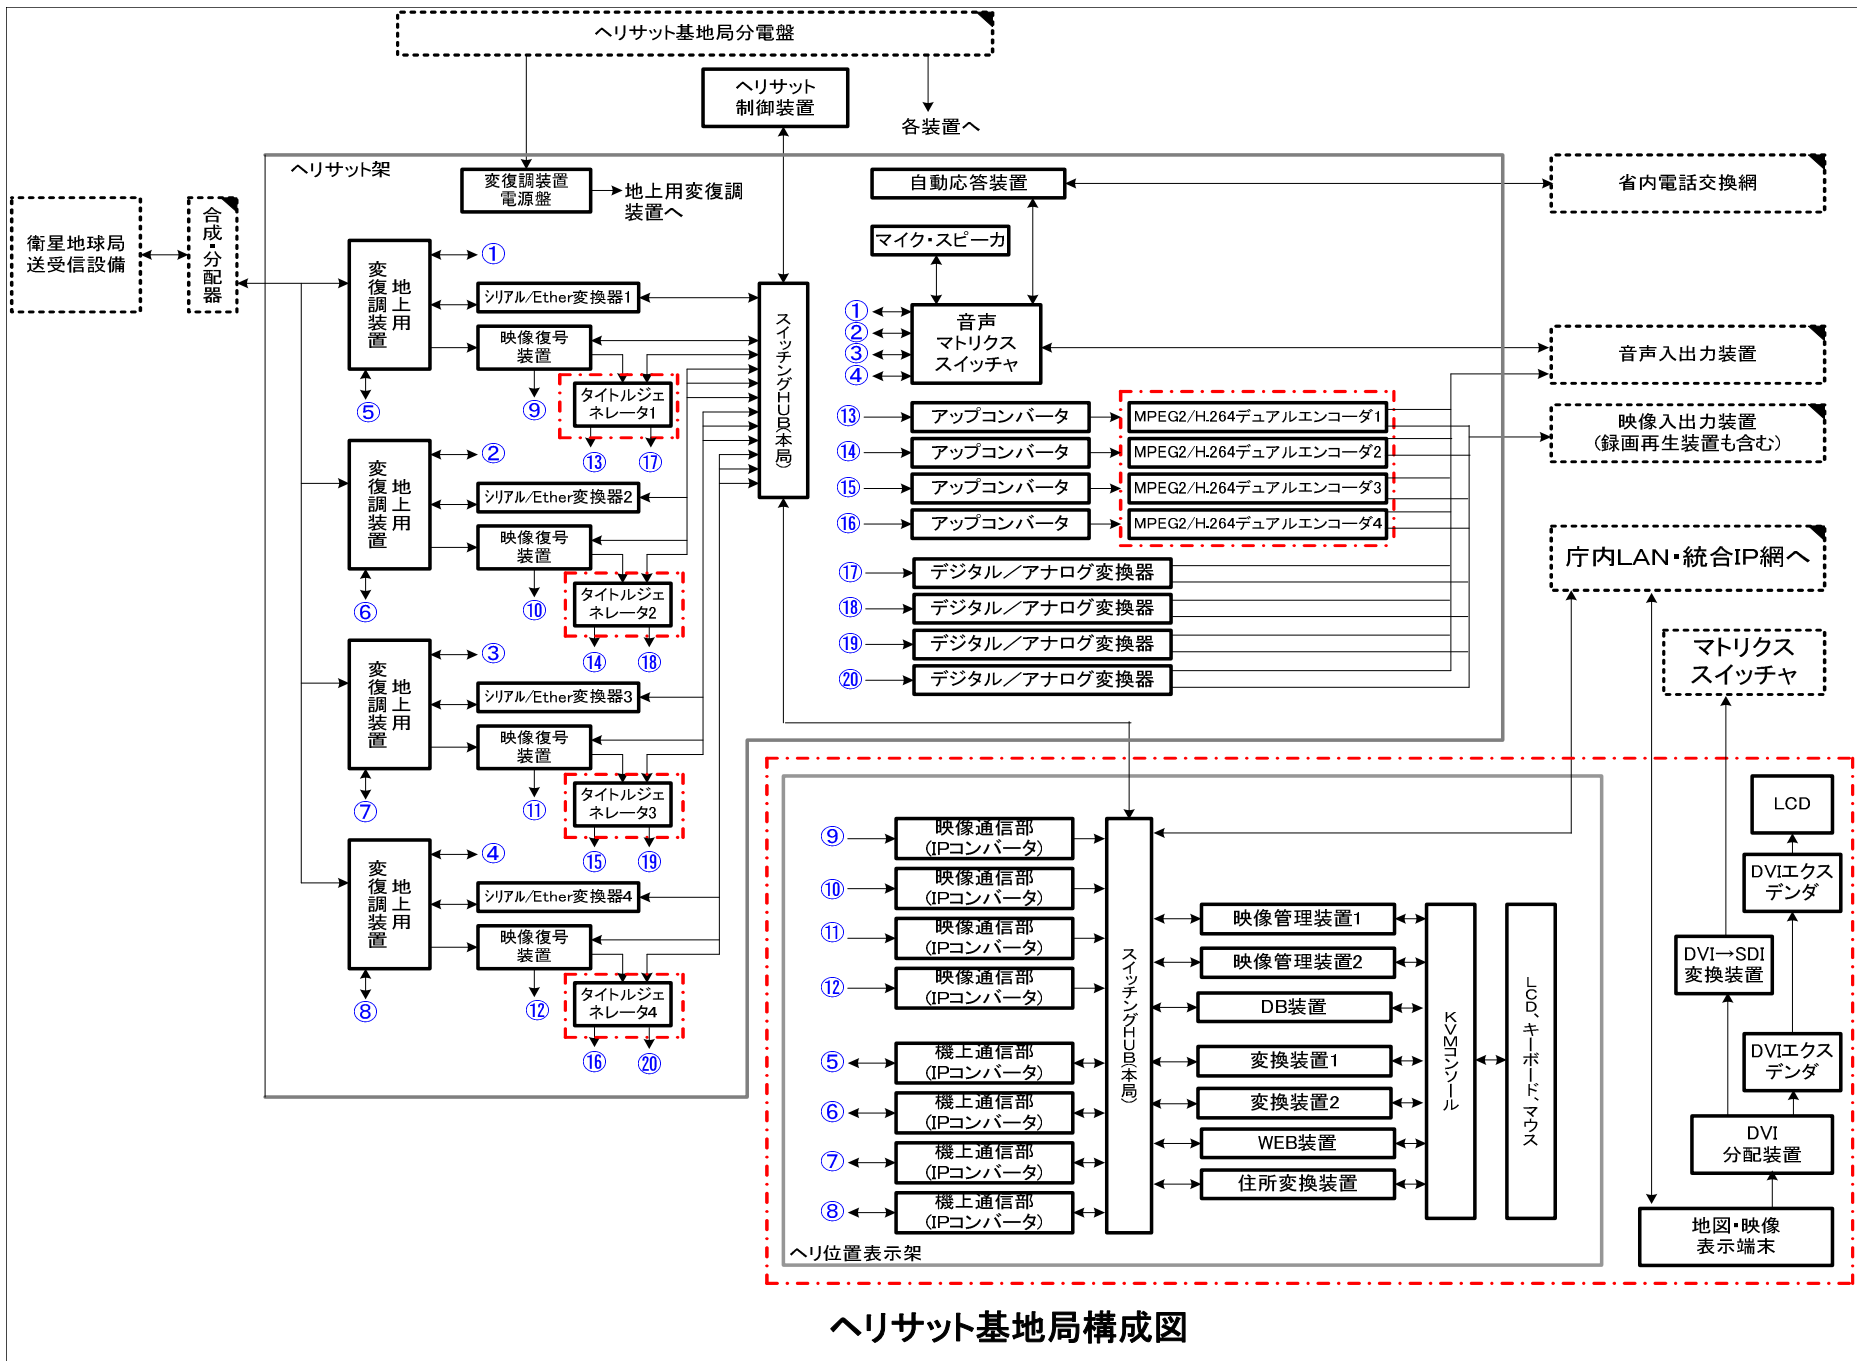 ヘリサット基地局分電盤
ヘリサット
制御装置
各装置へ
ヘリサット架
変復調装置
電源盤
地上用変復調
装置へ
自動応答装置
省内電話交換網
衛星地球局
送受信設備
合成・分配器
マイク・スピーカ
地上用
変復調装置
①
シリアル/Ether変換器1
映像復号
装置
タイトルジェ
ネレータ1
⑤
⑨
⑬
⑰
地上用
変復調装置
②
シリアル/Ether変換器2
映像復号
装置
タイトルジェ
ネレータ2
⑥
⑩
⑭
⑱
地上用
変復調装置
③
シリアル/Ether変換器3
映像復号
装置
タイトルジェ
ネレータ3
⑦
⑪
⑮
⑲
地上用
変復調装置
④
シリアル/Ether変換器4
映像復号
装置
タイトルジェ
ネレータ4
⑧
⑫
⑯
⑳
スイッチングHUB(本局)
①
②
③
④
音声
マトリクス
スイッチャ
音声入出力装置
映像入出力装置
(録画再生装置も含む)
⑬
アップコンバータ
MPEG2/H.264デュアルエンコーダ1
⑭
アップコンバータ
MPEG2/H.264デュアルエンコーダ2
⑮
アップコンバータ
MPEG2/H.264デュアルエンコーダ3
⑯
アップコンバータ
MPEG2/H.264デュアルエンコーダ4
⑰
デジタル／アナログ変換器
⑱
デジタル／アナログ変換器
⑲
デジタル／アナログ変換器
⑳
デジタル／アナログ変換器
庁内LAN・統合IP網へ
マトリクス
スイッチャ
⑨
映像通信部
(IPコンバータ)
⑩
映像通信部
(IPコンバータ)
⑪
映像通信部
(IPコンバータ)
⑫
映像通信部
(IPコンバータ)
⑤
機上通信部
(IPコンバータ)
⑥
機上通信部
(IPコンバータ)
⑦
機上通信部
(IPコンバータ)
⑧
機上通信部
(IPコンバータ)
スイッチングHUB(本局)
映像管理装置1
映像管理装置2
DB装置
変換装置1
変換装置2
WEB装置
住所変換装置
KVMコンソール
LCD、キーボード、マウス
LCD
DVIエクス
デンダ
DVI→SDI
変換装置
DVIエクス
デンダ
DVI
分配装置
地図・映像
表示端末
ヘリ位置表示架
ヘリサット基地局構成図